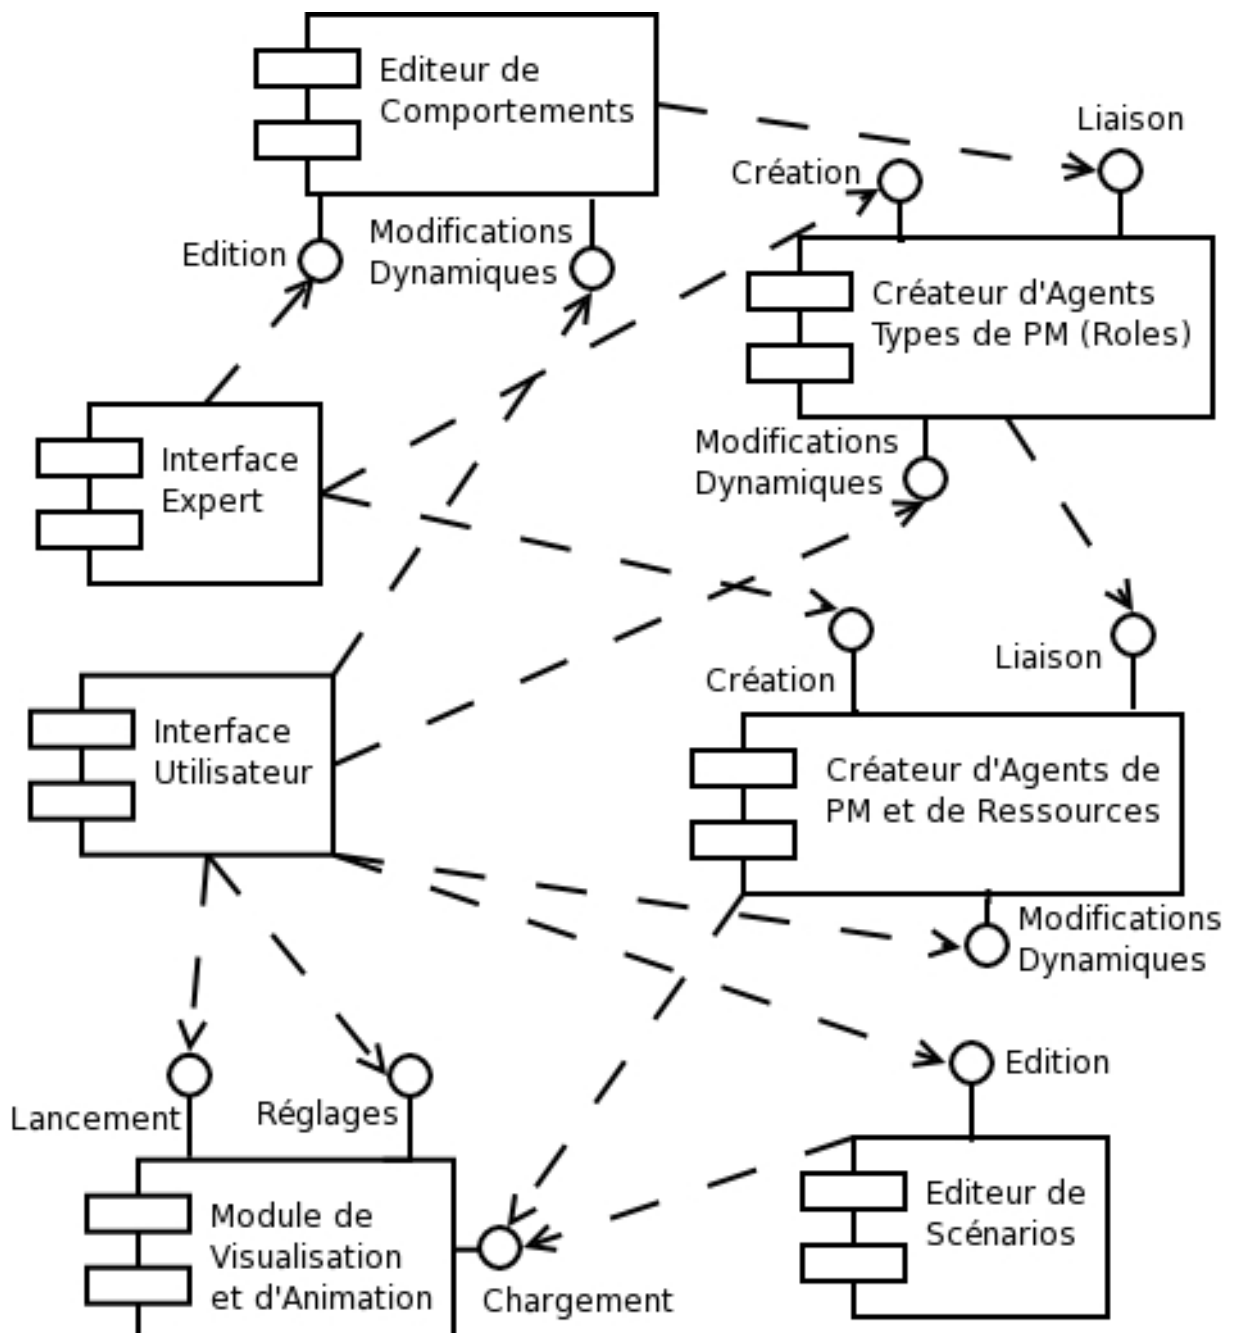 Editeur de
Comportements
Liaison
Création
Edition
Modifications
Dynamiques
Créateur d'Agents
Types de PM (Roles)
Interface
Expert
Modifications
Dynamiques
Liaison
Création
Interface
Utilisateur
Créateur d'Agents de
PM et de Ressources
Modifications
Dynamiques
Edition
Lancement
Réglages
Editeur de
Scénarios
Module de
Visualisation
et d'Animation
Chargement